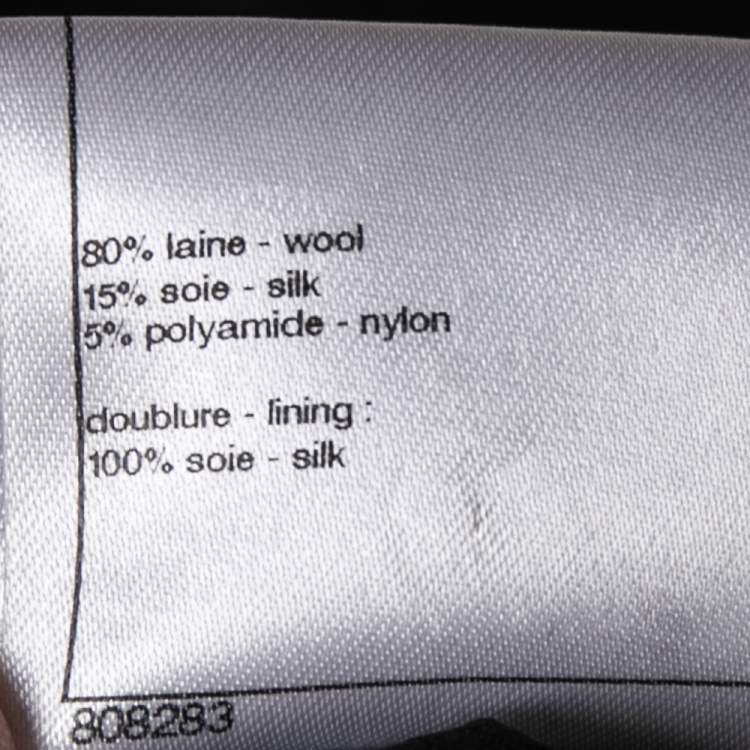 80% laine - wool
15% soie - silk
5% polyamide - nylon
doublure - lining :
100% soie - silk
808283